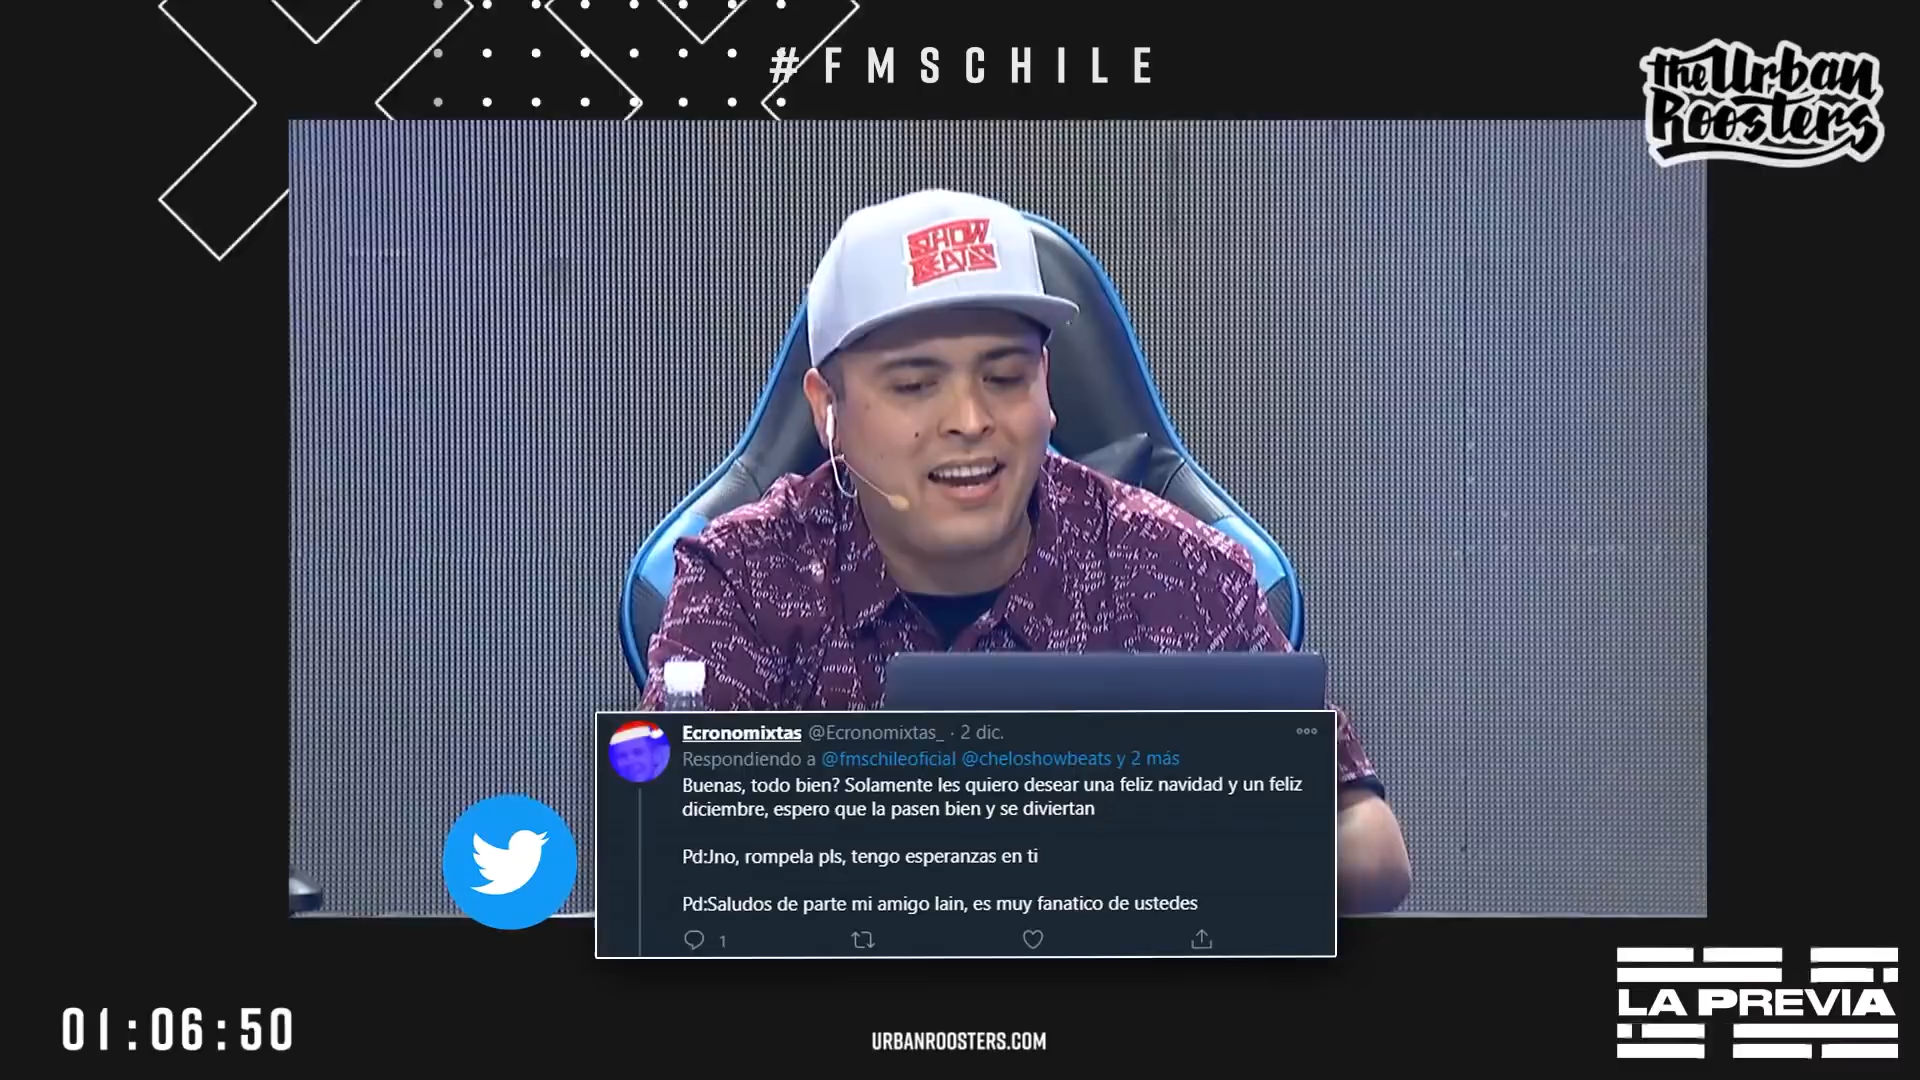 #FMSCHILE
the Urban
Roosters
SHOW
BEATS
Ecronomixtas @Ecronomixtas_ · 2 dic.
Respondiendo a @fmschileoficial @cheloshowbeats y 2 más
Buenas, todo bien? Solamente les quiero desear una feliz navidad y un feliz
diciembre, espero que la pasen bien y se diviertan
Pd:Jno, rompela pls, tengo esperanzas en ti
Pd:Saludos de parte mi amigo Iain, es muy fanatico de ustedes
1
01:06:50
URBANROOSTERS.COM
LA PREVIA